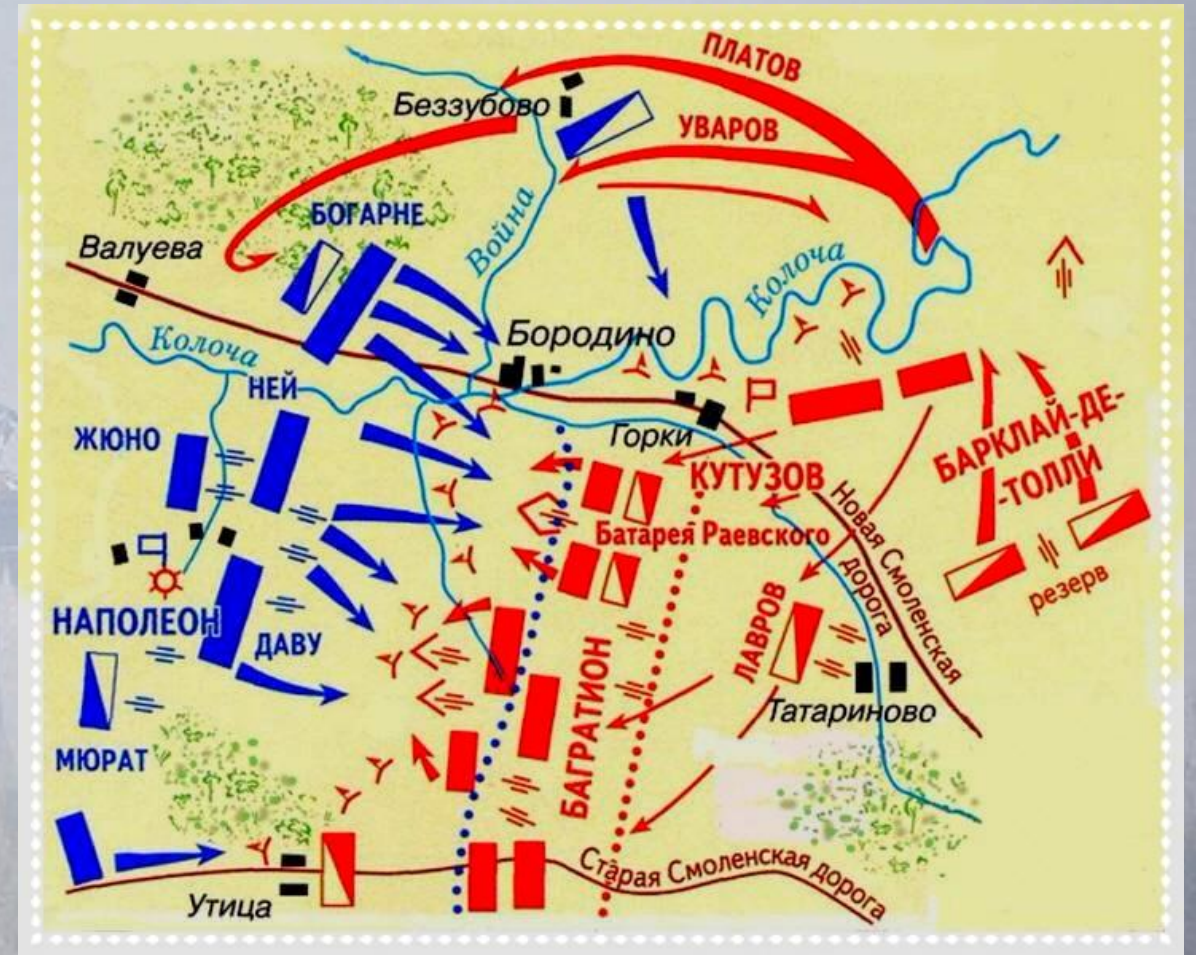 ПЛАТОВ
Беззубово
УВАРОВ
БОГАРНЕ
Война
Валуева
Колоча
Колоча
Бородино
НЕЙ
ЖЮНО
Горки
БАРКЛАЙ-ДЕ-
-ТОЛЛИ
КУТУЗОВ
Батарея Раевского
Новая Смоленская
дорога
резерв
НАПОЛЕОН
ДАВУ
ЛАВРОВ
БАГРАТИОН
Татариново
МЮРАТ
Утица
Старая Смоленская дорога